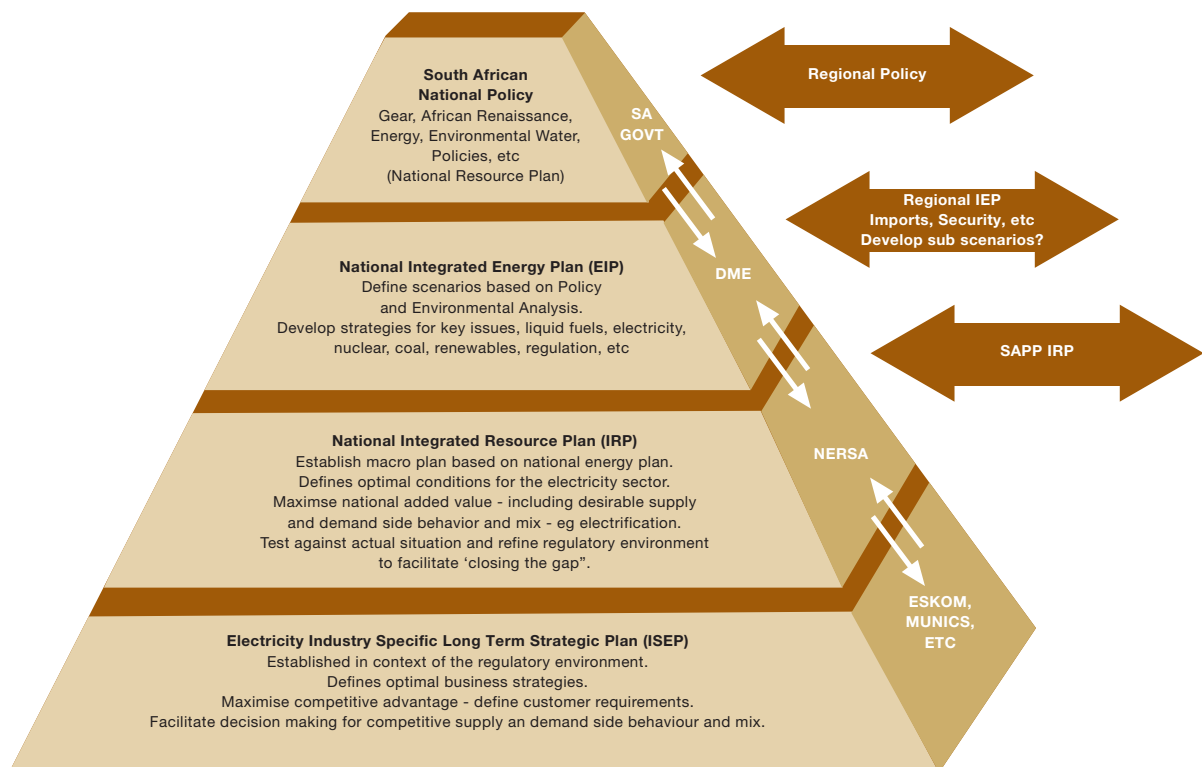 South African
National Policy
Gear, African Renaissance,
Energy, Environmental Water,
Policies, etc
(National Resource Plan)
SA
GOVT
Regional Policy
National Integrated Energy Plan (EIP)
Define scenarios based on Policy
and Environmental Analysis.
Develop strategies for key issues, liquid fuels, electricity,
nuclear, coal, renewables, regulation, etc
DME
Regional IEP
Imports, Security, etc
Develop sub scenarios?
SAPP IRP
National Integrated Resource Plan (IRP)
Establish macro plan based on national energy plan.
Defines optimal conditions for the electricity sector.
Maximse national added value - including desirable supply
and demand side behavior and mix - eg electrification.
Test against actual situation and refine regulatory environment
to facilitate ‘closing the gap”.
NERSA
Electricity Industry Specific Long Term Strategic Plan (ISEP)
Established in context of the regulatory environment.
Defines optimal business strategies.
Maximise competitive advantage - define customer requirements.
Facilitate decision making for competitive supply an demand side behaviour and mix.
ESKOM,
MUNICS,
ETC